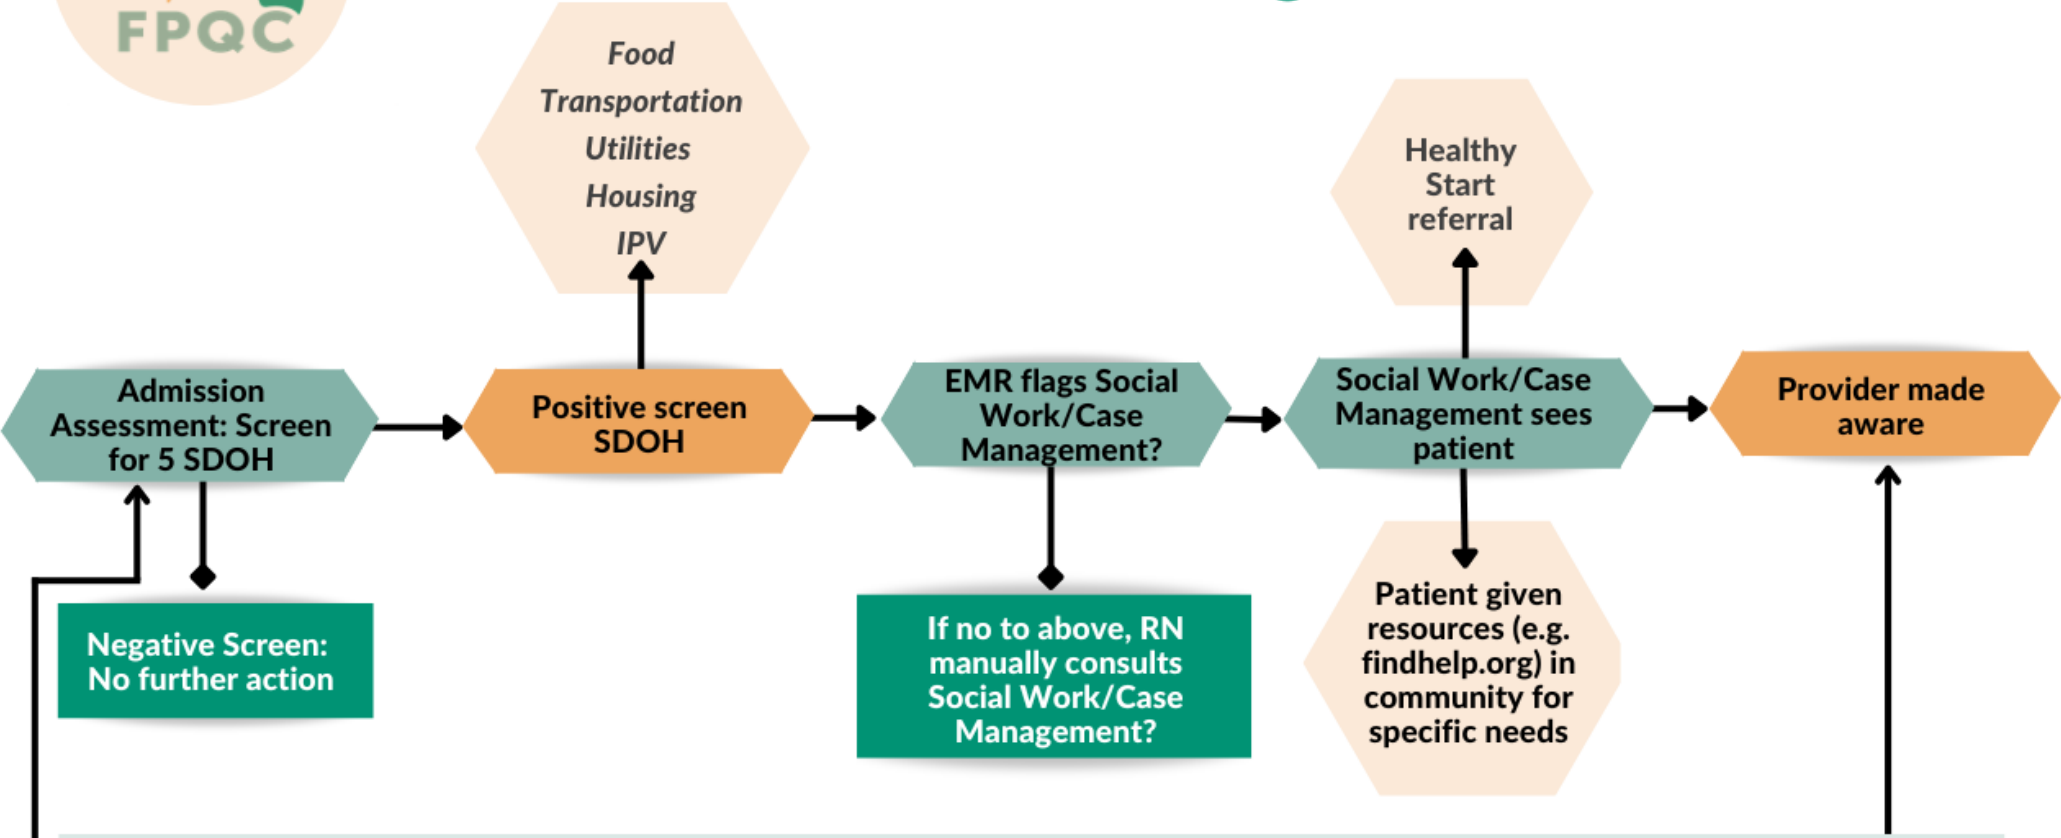 FPQC
Food
Transportation
Utilities
Housing
IPV
Healthy
Start
referral
Admission
Assessment: Screen
for 5 SDOH
Positive screen
SDOH
EMR flags Social
Work/Case
Management?
Social Work/Case
Management sees
patient
Provider made
aware
Negative Screen:
No further action
If no to above, RN
manually consults
Social Work/Case
Management?
Patient given
resources (e.g.
findhelp.org) in
community for
specific needs